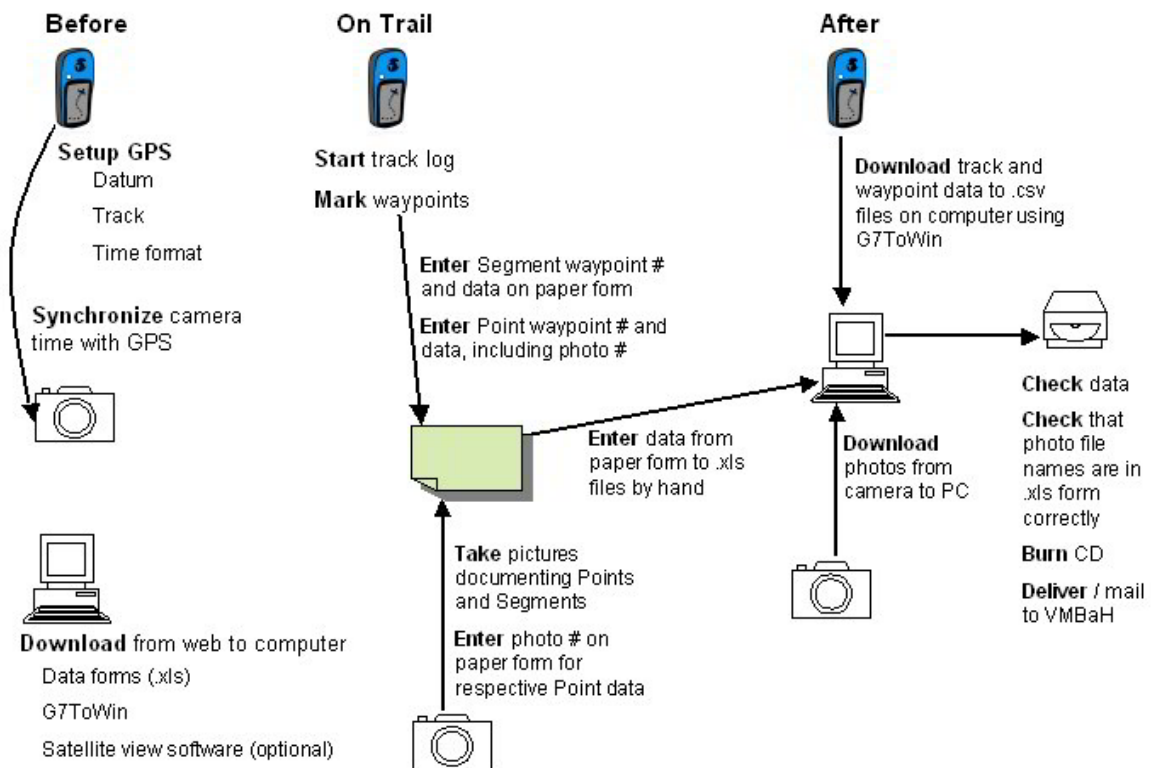 Before
Setup GPS
Datum
Track
Time format
Synchronize camera
time with GPS
Download from web to computer
Data forms (.xls)
G7ToWin
Satellite view software (optional)
On Trail
Start track log
Mark waypoints
Enter Segment waypoint #
and data on paper form
Enter Point waypoint # and
data, including photo #
Take pictures
documenting Points
and Segments
Enter photo # on
paper form for
respective Point data
Enter data from
paper form to .xls
files by hand
After
Download track and
waypoint data to .csv
files on computer using
G7ToWin
Download
photos from
camera to PC
Check data
Check that
photo file
names are in
.xls form
correctly
Burn CD
Deliver / mail
to VMBaH